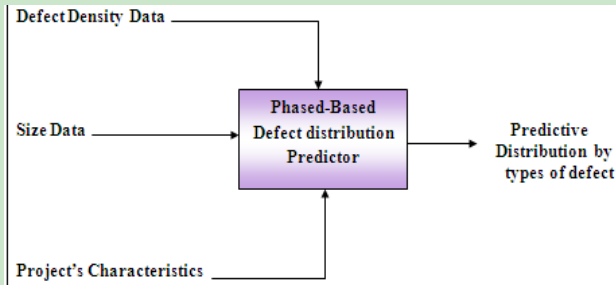 Defect Density Data
Phased-Based
Defect distribution
Predictor
Size Data
Predictive
Distribution by
types of defect
Project's Characteristics